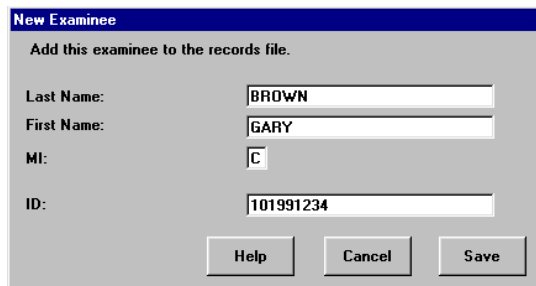 New Examinee
Add this examinee to the records file.
Last Name: BROWN
First Name: GARY
MI: C
ID: 101991234
Help Cancel Save